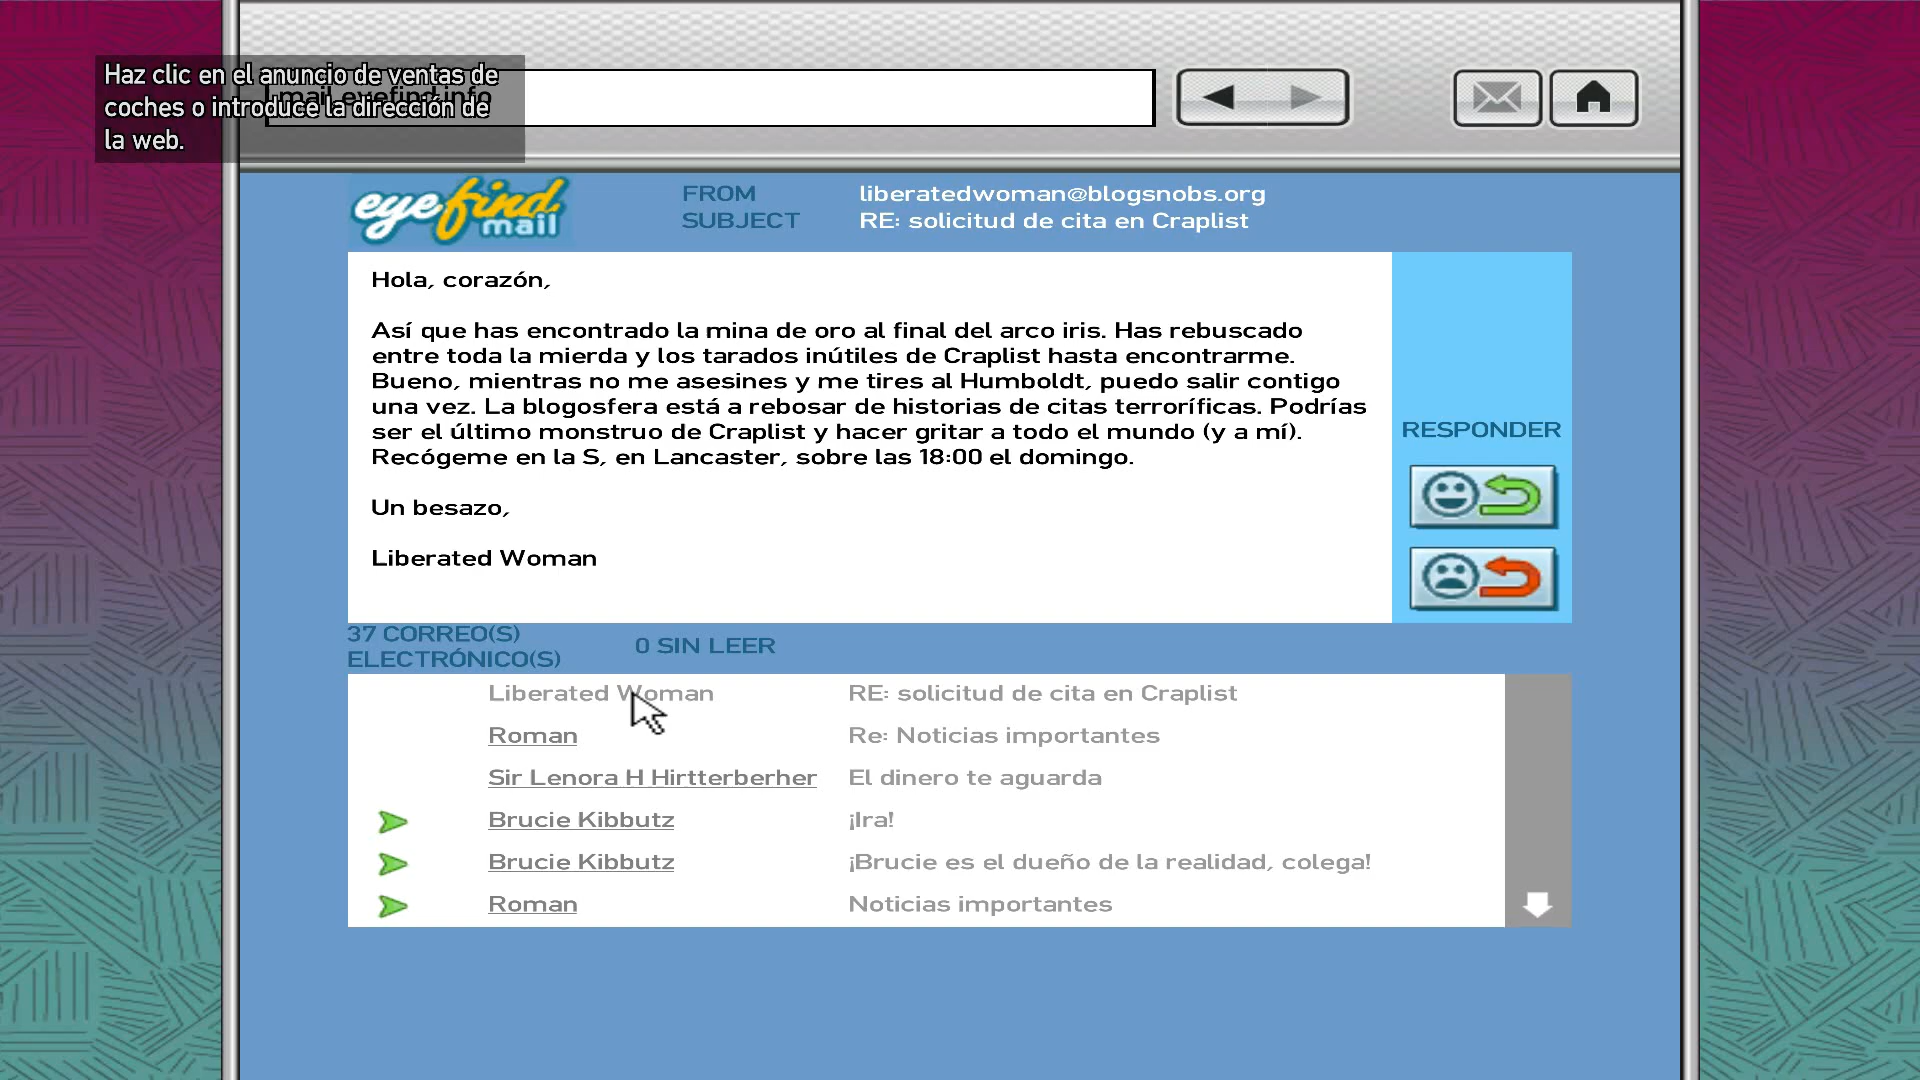 Haz clic en el anuncio de ventas de
coches o introduce la dirección de
la web.
mail.eyefind.info
eyefind
mail
FROM liberatedwoman@blogsnobs.org
SUBJECT RE: solicitud de cita en Craplist
Hola, corazón,
Así que has encontrado la mina de oro al final del arco iris. Has rebuscado
entre toda la mierda y los tarados inútiles de Craplist hasta encontrarme.
Bueno, mientras no me asesines y me tires al Humboldt, puedo salir contigo
una vez. La blogosfera está a rebosar de historias de citas terroríficas. Podrías
ser el último monstruo de Craplist y hacer gritar a todo el mundo (y a mí).
Recógeme en la S, en Lancaster, sobre las 18:00 el domingo.
Un besazo,
Liberated Woman
RESPONDER
37 CORREO(S)
ELECTRÓNICO(S)
0 SIN LEER
Liberated Woman RE: solicitud de cita en Craplist
Roman Re: Noticias importantes
Sir Lenora H Hirtterberher El dinero te aguarda
Brucie Kibbutz ¡Ira!
Brucie Kibbutz ¡Brucie es el dueño de la realidad, colega!
Roman Noticias importantes